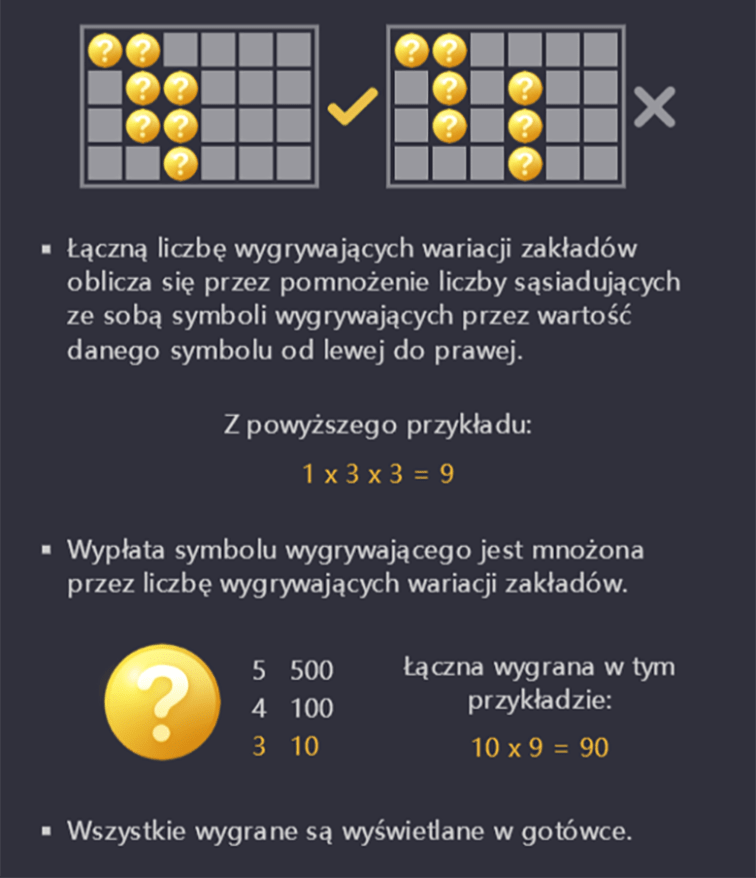 Łączną liczbę wygrywających wariacji zakładów
oblicza się przez pomnożenie liczby sąsiadujących
ze sobą symboli wygrywających przez wartość
danego symbolu od lewej do prawej.
Z powyższego przykładu:
1 x 3 x 3 = 9
Wypłata symbolu wygrywającego jest mnożona
przez liczbę wygrywających wariacji zakładów.
5 500
4 100
3 10
Łączna wygrana w tym
przykładzie:
10 x 9 = 90
Wszystkie wygrane są wyświetlane w gotówce.